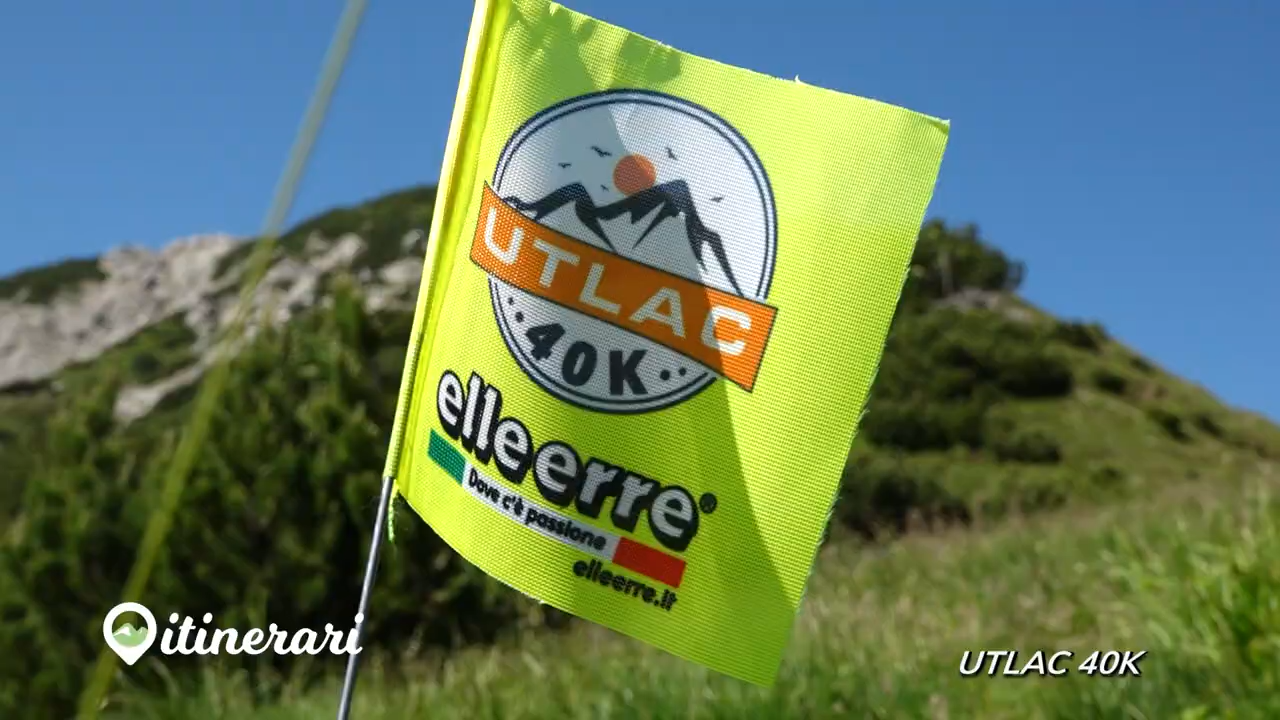 UTLAC
40K
elleerre®
Dove c'è passione
elleerre.it
itinerari
UTLAC 40K